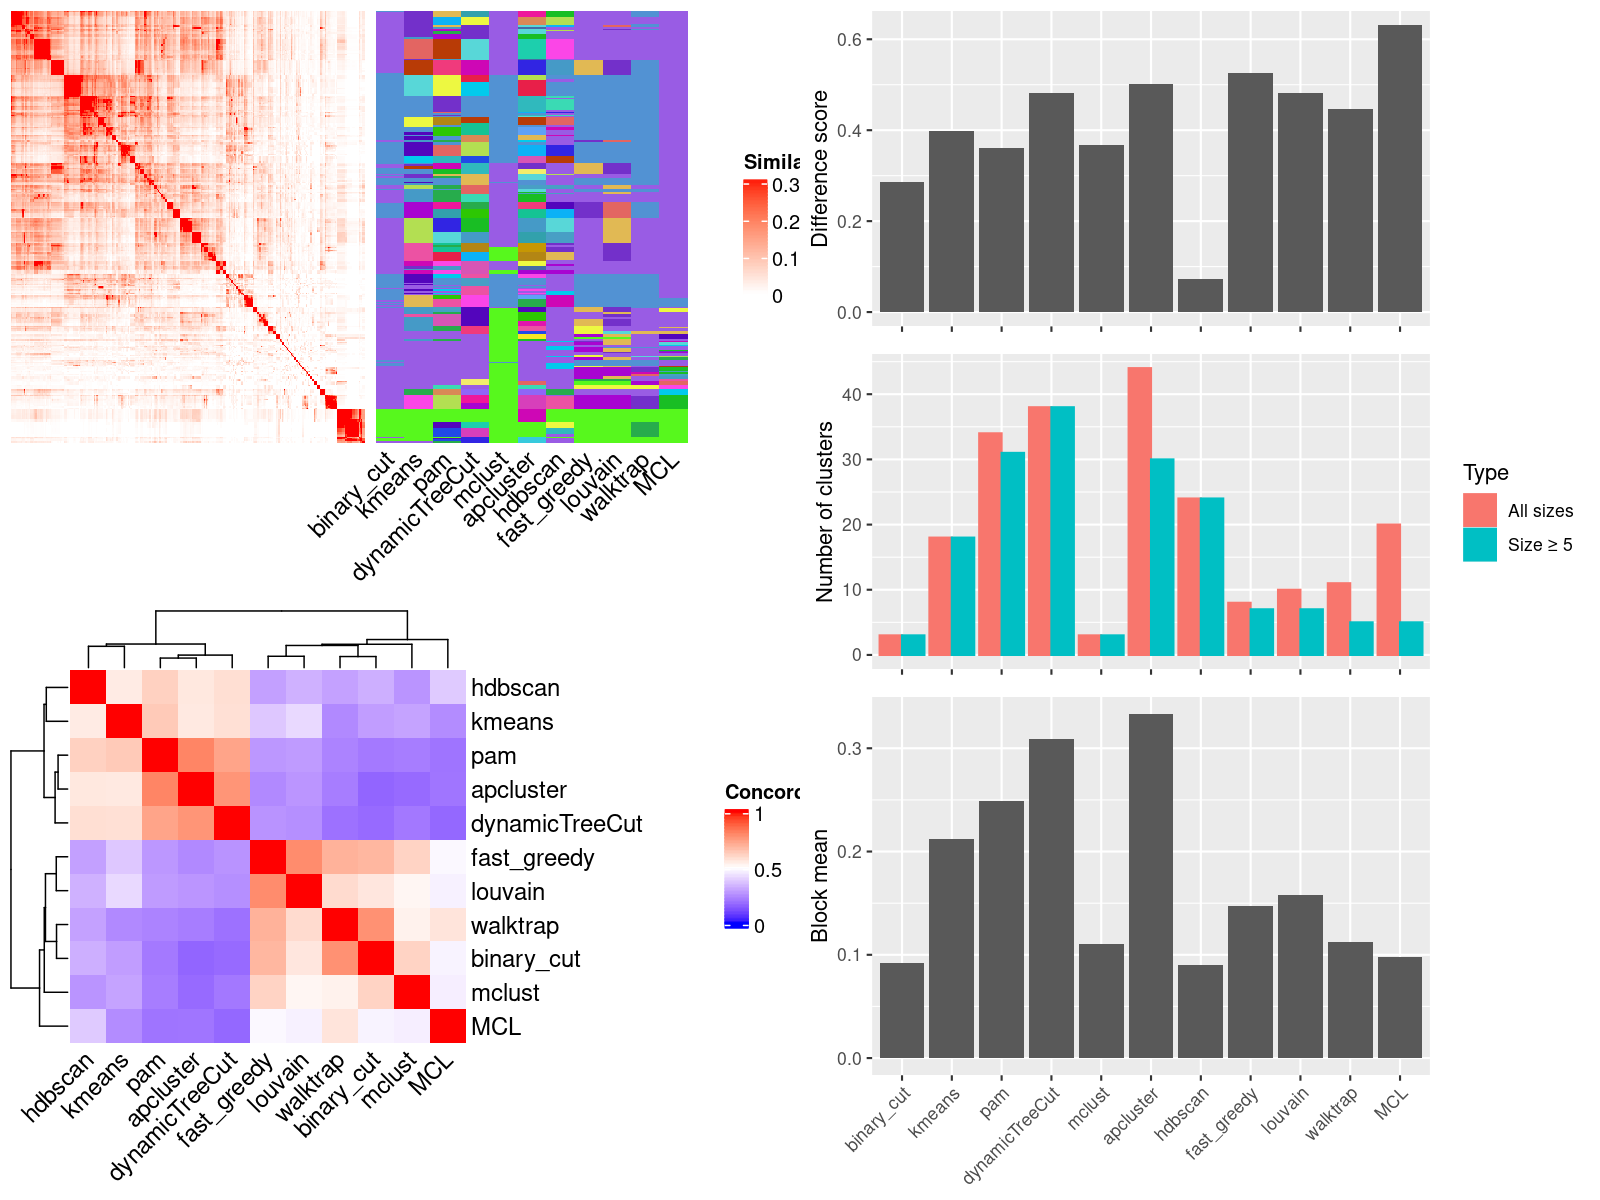 Simila
0.3
0.2
0.1
0
binary_cut
kmeans
pam
dynamicTreeCut
mclust
apcluster
hdbscan
fast_greedy
louvain
walktrap
MCL
hdbscan
kmeans
pam
apcluster
dynamicTreeCut
fast_greedy
louvain
walktrap
binary_cut
mclust
MCL
hdbscan
kmeans
pam
apcluster
dynamicTreeCut
fast_greedy
louvain
walktrap
binary_cut
mclust
MCL
Concord
1
0.5
0
Difference score
0.6
0.4
0.2
0.0
Number of clusters
40
30
20
10
0
Type
All sizes
Size ≥ 5
Block mean
0.3
0.2
0.1
0.0
binary_cut
kmeans
pam
dynamicTreeCut
mclust
apcluster
hdbscan
fast_greedy
louvain
walktrap
MCL